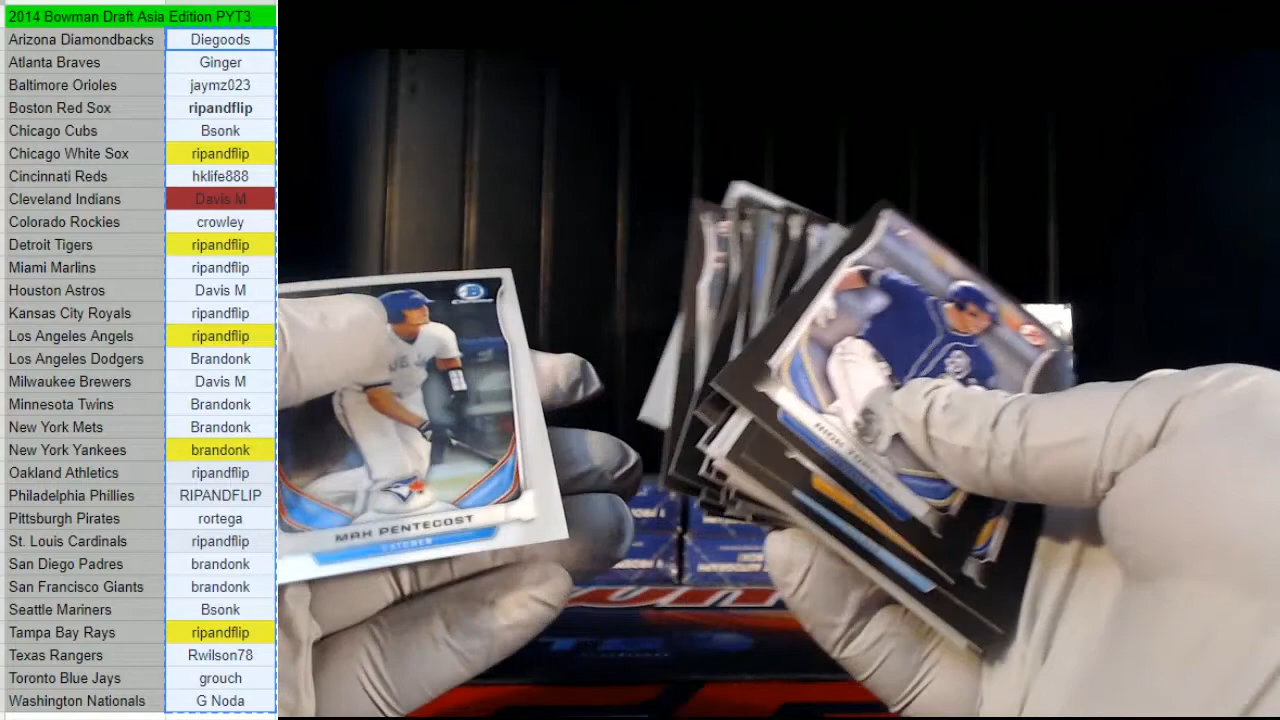 2014 Bowman Draft Asia Edition PYT3
Arizona Diamondbacks Diegoods
Atlanta Braves Ginger
Baltimore Orioles jaymz023
Boston Red Sox ripandflip
Chicago Cubs Bsonk
Chicago White Sox ripandflip
Cincinnati Reds hklife888
Cleveland Indians Davis M
Colorado Rockies crowley
Detroit Tigers ripandflip
Miami Marlins ripandflip
Houston Astros Davis M
Kansas City Royals ripandflip
Los Angeles Angels ripandflip
Los Angeles Dodgers Brandonk
Milwaukee Brewers Davis M
Minnesota Twins Brandonk
New York Mets Brandonk
New York Yankees brandonk
Oakland Athletics ripandflip
Philadelphia Phillies RIPANDFLIP
Pittsburgh Pirates rortega
St. Louis Cardinals ripandflip
San Diego Padres brandonk
San Francisco Giants brandonk
Seattle Mariners Bsonk
Tampa Bay Rays ripandflip
Texas Rangers Rwilson78
Toronto Blue Jays grouch
Washington Nationals G Noda
MAX PENTECOST
CATCHER
AUTOGRAPH